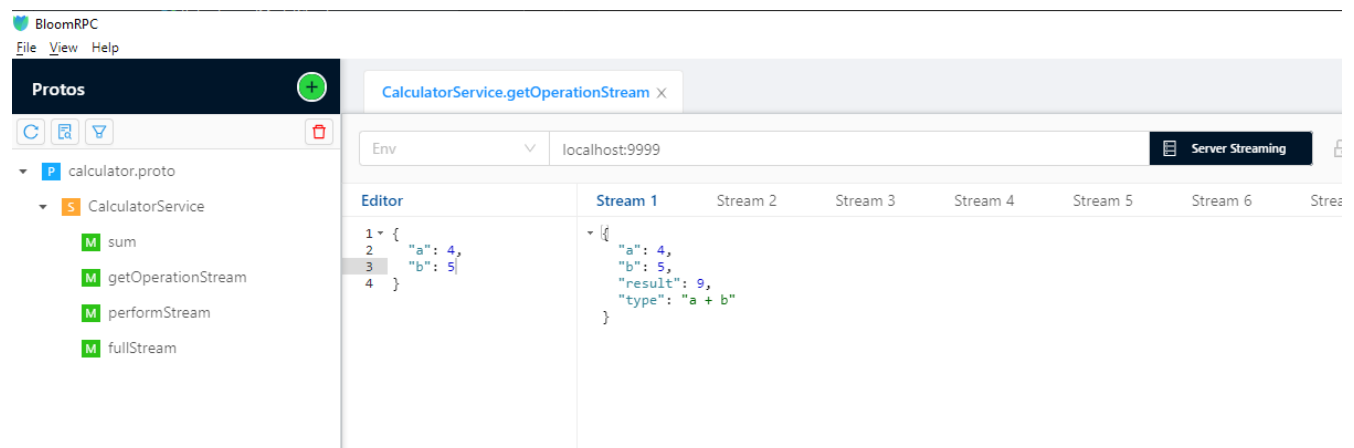 BloomRPC
File View Help
Protos
CalculatorService.getOperationStream
Env
localhost:9999
Server Streaming
P calculator.proto
S CalculatorService
M sum
M getOperationStream
M performStream
M fullStream
Editor
1 {
2 "a": 4,
3 "b": 5
4 }
Stream 1 Stream 2 Stream 3 Stream 4 Stream 5 Stream 6
{
"a": 4,
"b": 5,
"result": 9,
"type": "a + b"
}